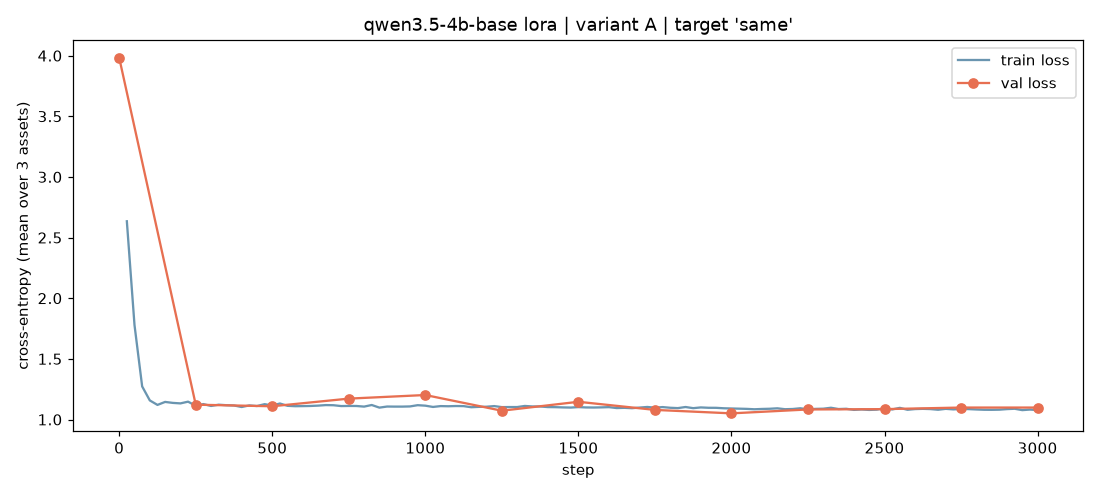 qwen3.5-4b-base lora | variant A | target 'same'
cross-entropy (mean over 3 assets)
4.0
3.5
3.0
2.5
2.0
1.5
1.0
train loss
val loss
0 500 1000 1500 2000 2500 3000
step